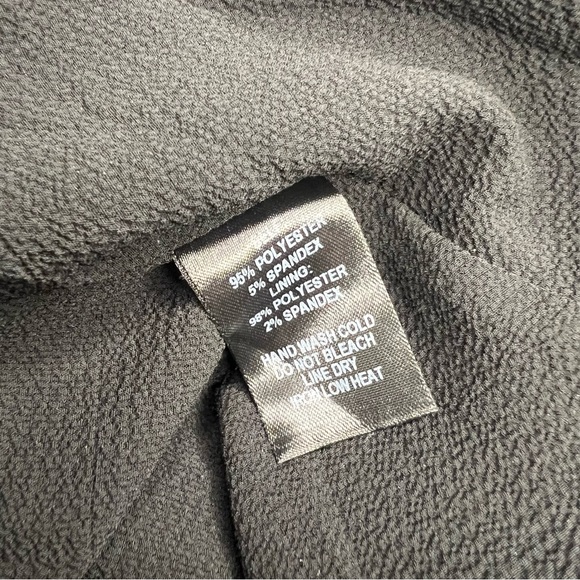 95% POLYESTER
5% SPANDEX
LINING:
98% POLYESTER
2% SPANDEX
HAND WASH COLD
DO NOT BLEACH
LINE DRY
IRON LOW HEAT